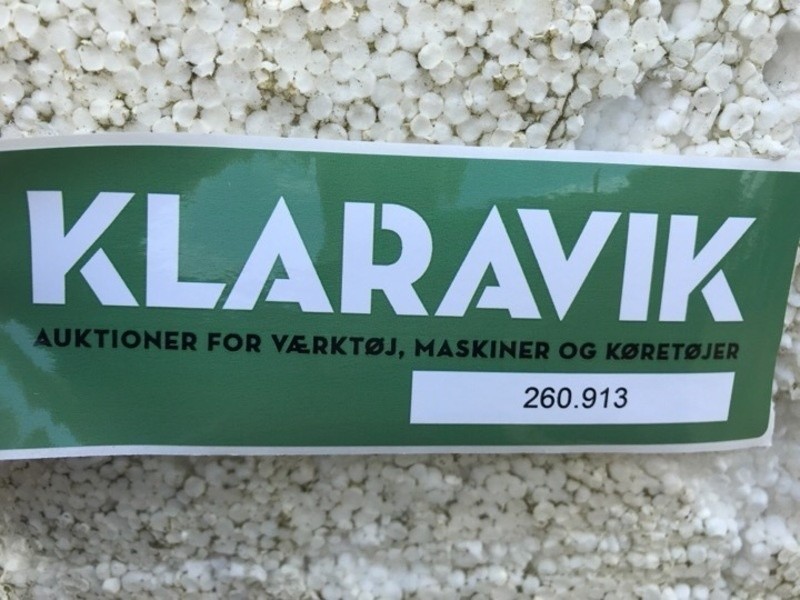 KLARAVIK
AUKTIONER FOR VÆRKTØJ, MASKINER OG KØRETØJER
260.913